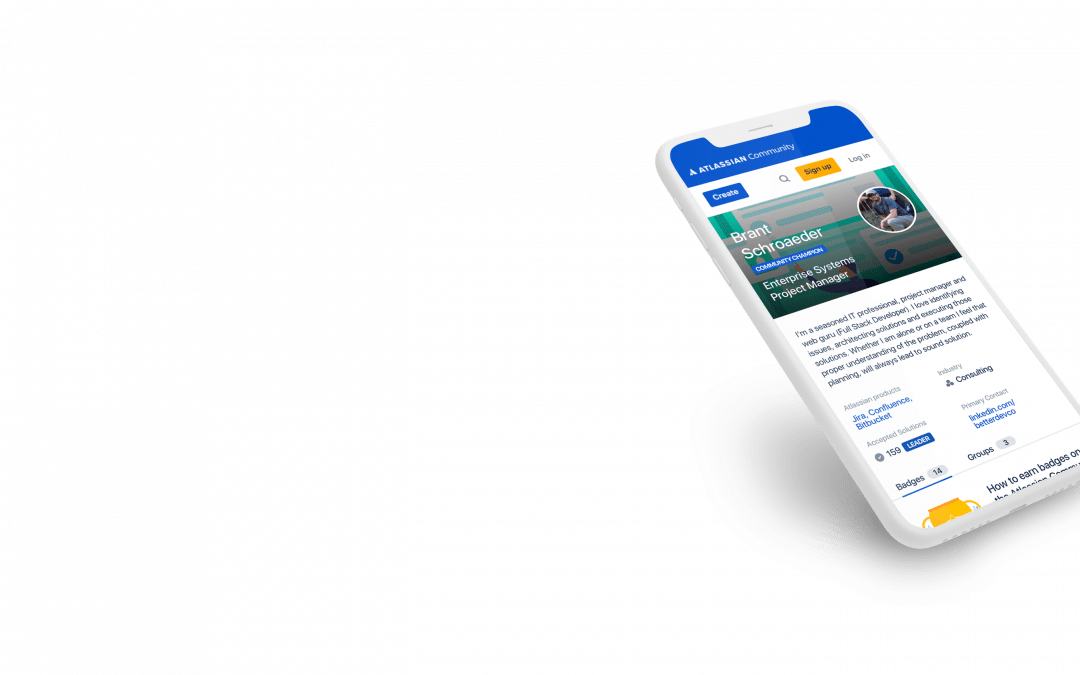 ATLASSIAN Community
Create
Sign up
Log in
Brant
Schroaeder
COMMUNITY CHAMPION
Enterprise Systems
Project Manager
I'm a seasoned IT professional, project manager and
web guru (Full Stack Developer). I love identifying
issues, architecting solutions and executing those
solutions. Whether I am alone or on a team I feel that
proper understanding of the problem, coupled with
planning, will always lead to sound solution.
Atlassian products
Jira, Confluence,
Bitbucket
Industry
Consulting
Accepted Solutions
159 LEADER
Primary Contact
linkedin.com/
betterdevco
Badges 14
Groups 3
How to earn badges on
the Atlassian